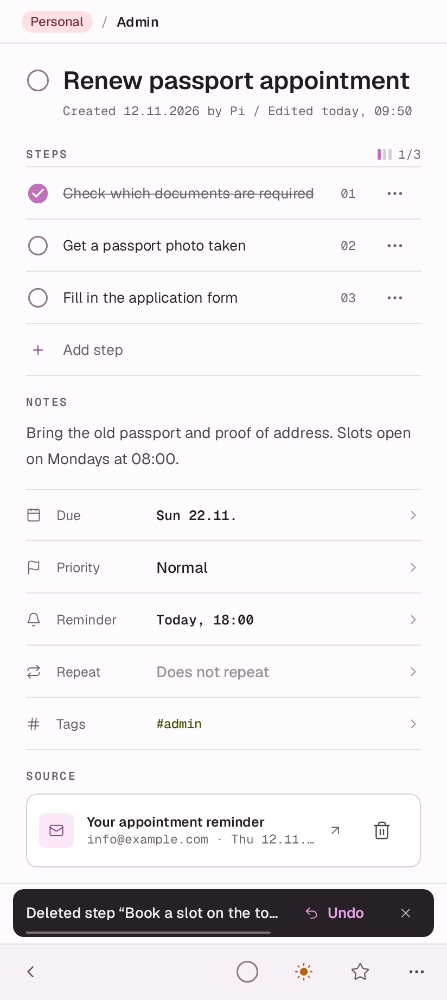 Personal / Admin
Renew passport appointment
Created 12.11.2026 by Pi / Edited today, 09:50
STEPS 1/3
Check which documents are required 01
Get a passport photo taken 02
Fill in the application form 03
Add step
NOTES
Bring the old passport and proof of address. Slots open
on Mondays at 08:00.
Due Sun 22.11.
Priority Normal
Reminder Today, 18:00
Repeat Does not repeat
Tags #admin
SOURCE
Your appointment reminder
info@example.com · Thu 12.11.…
Deleted step “Book a slot on the to… Undo